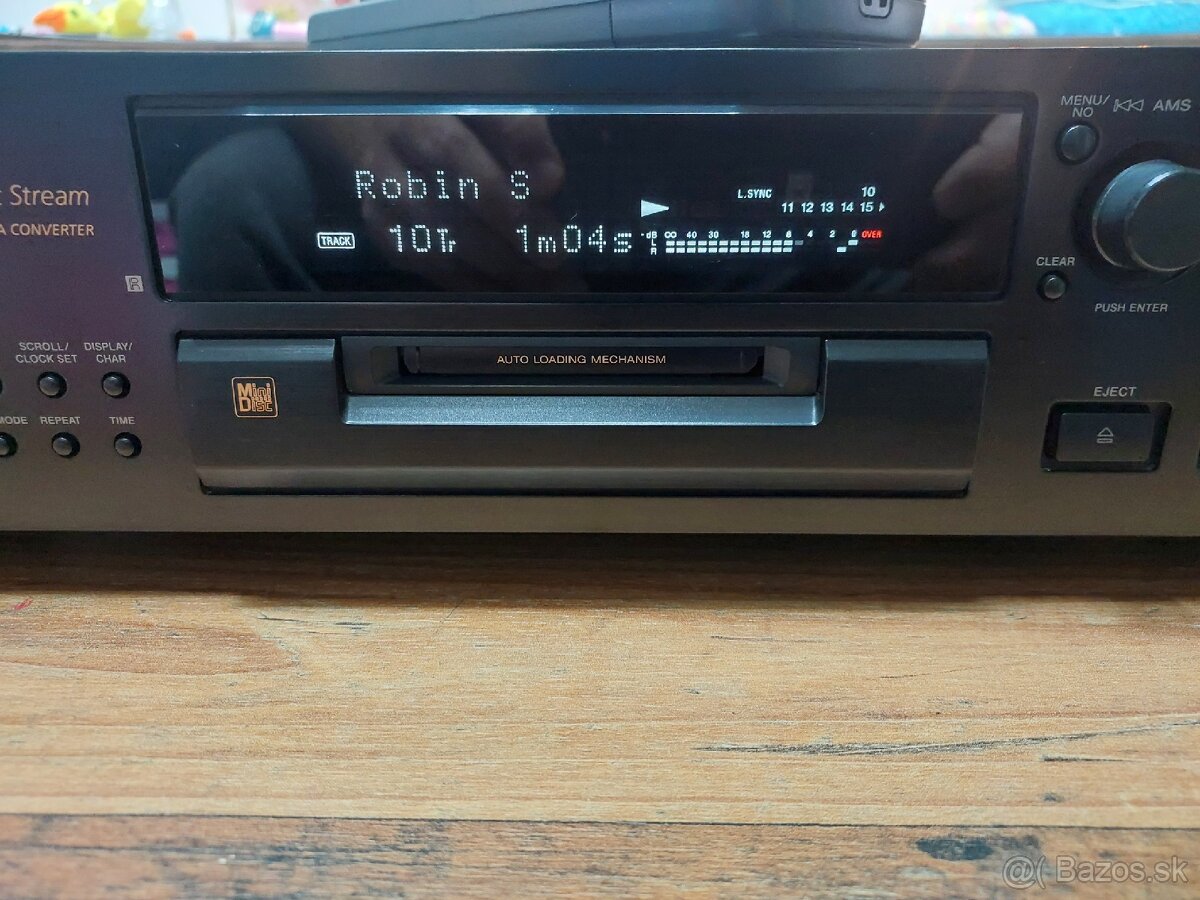 MENU/
NO
AMS
t Stream
A CONVERTER
Robin S
L.SYNC
10
11 12 13 14 15
TRACK
10Tr 1m04s
-dB ∞ 40 30 18 12 8 4 2 0 OVER
L
R
R
CLEAR
PUSH ENTER
SCROLL/
CLOCK SET
DISPLAY/
CHAR
AUTO LOADING MECHANISM
Mini
Disc
MODE
REPEAT
TIME
EJECT
@( Bazos.sk